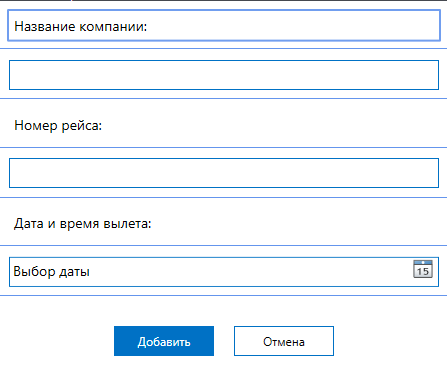 Название компании:
Номер рейса:
Дата и время вылета:
Выбор даты 15
Добавить Отмена